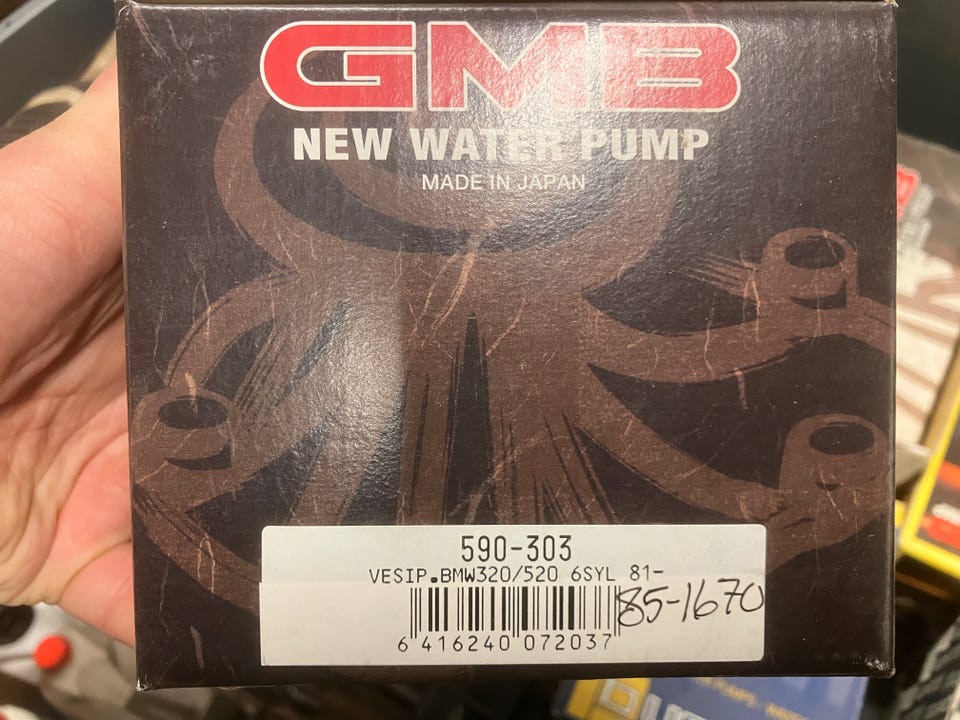 GMB
NEW WATER PUMP
MADE IN JAPAN
590-303
VESIP.BMW320/520 6SYL 81-
85-1670
6 416240 072037